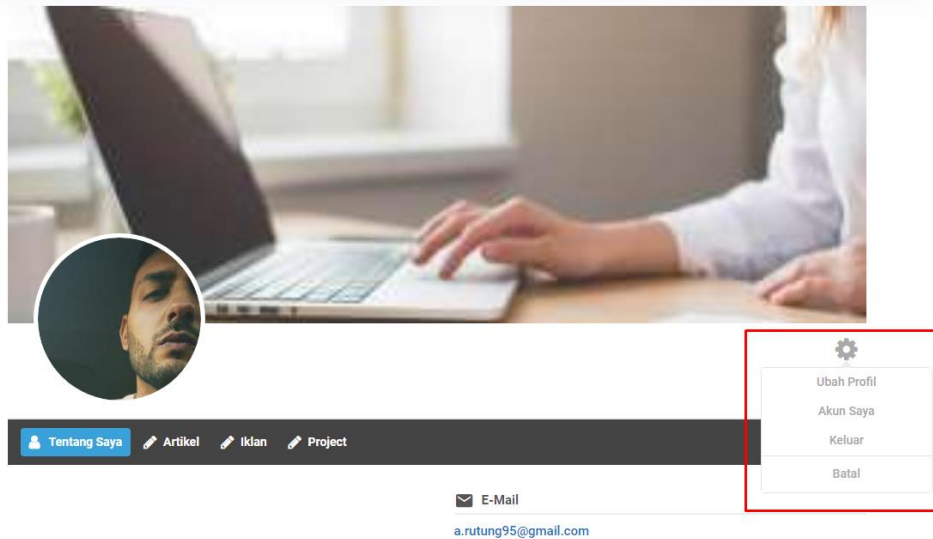 Ubah Profil
Akun Saya
Keluar
Batal
Tentang Saya Artikel Iklan Project
E-Mail
a.rutung95@gmail.com